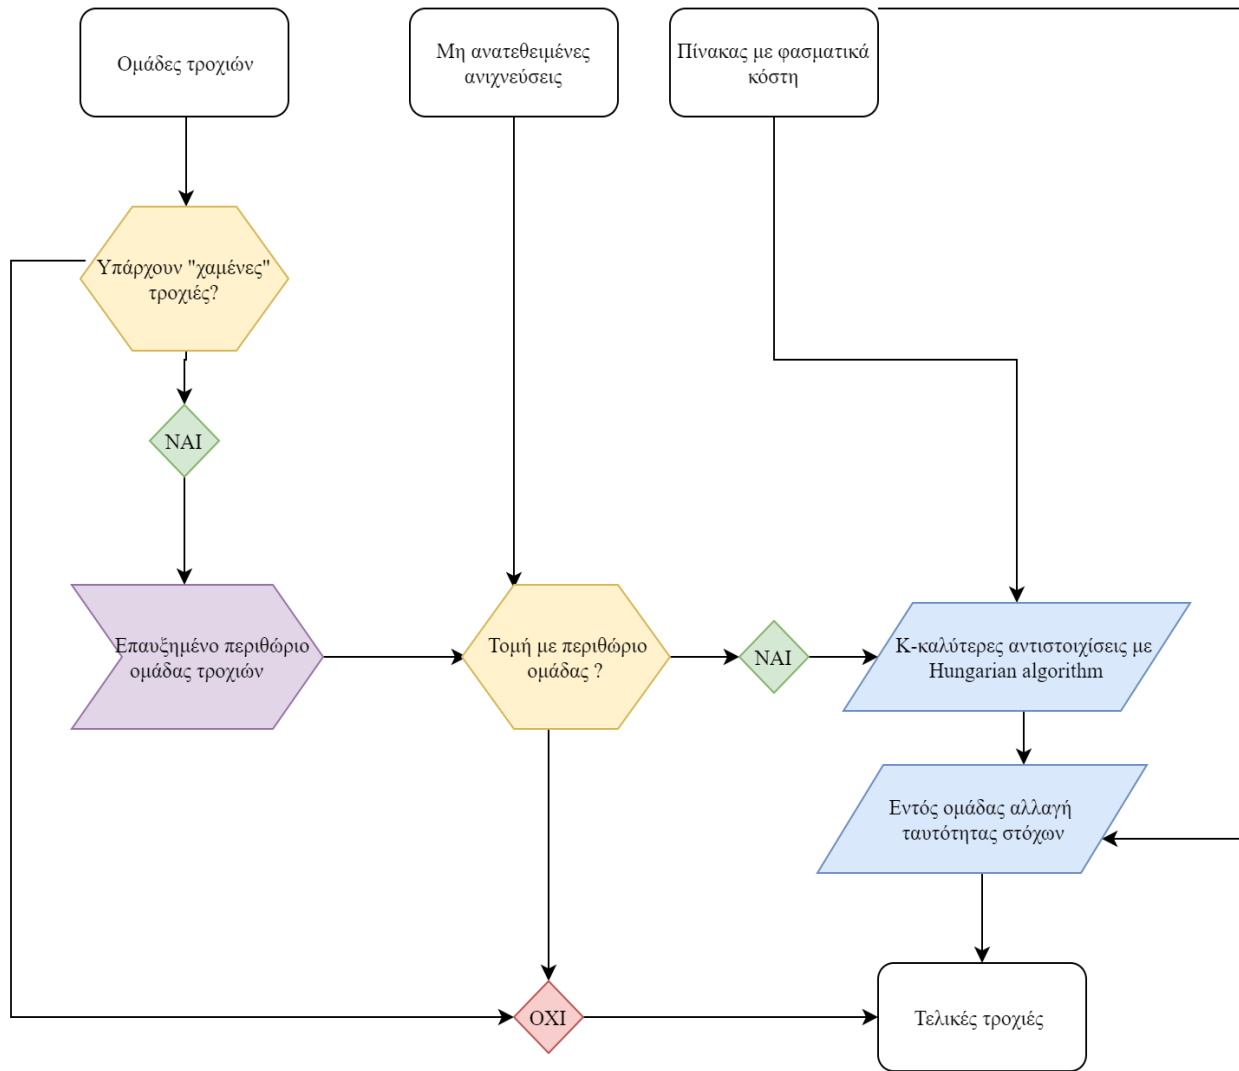 Ομάδες τροχιών
Μη ανατεθειμένες
ανιχνεύσεις
Πίνακας με φασματικά
κόστη
Υπάρχουν "χαμένες"
τροχιές?
ΝΑΙ
Επαυξημένο περιθώριο
ομάδας τροχιών
Τομή με περιθώριο
ομάδας ?
ΝΑΙ
Κ-καλύτερες αντιστοιχίσεις με
Hungarian algorithm
Εντός ομάδας αλλαγή
ταυτότητας στόχων
ΟΧΙ
Τελικές τροχιές